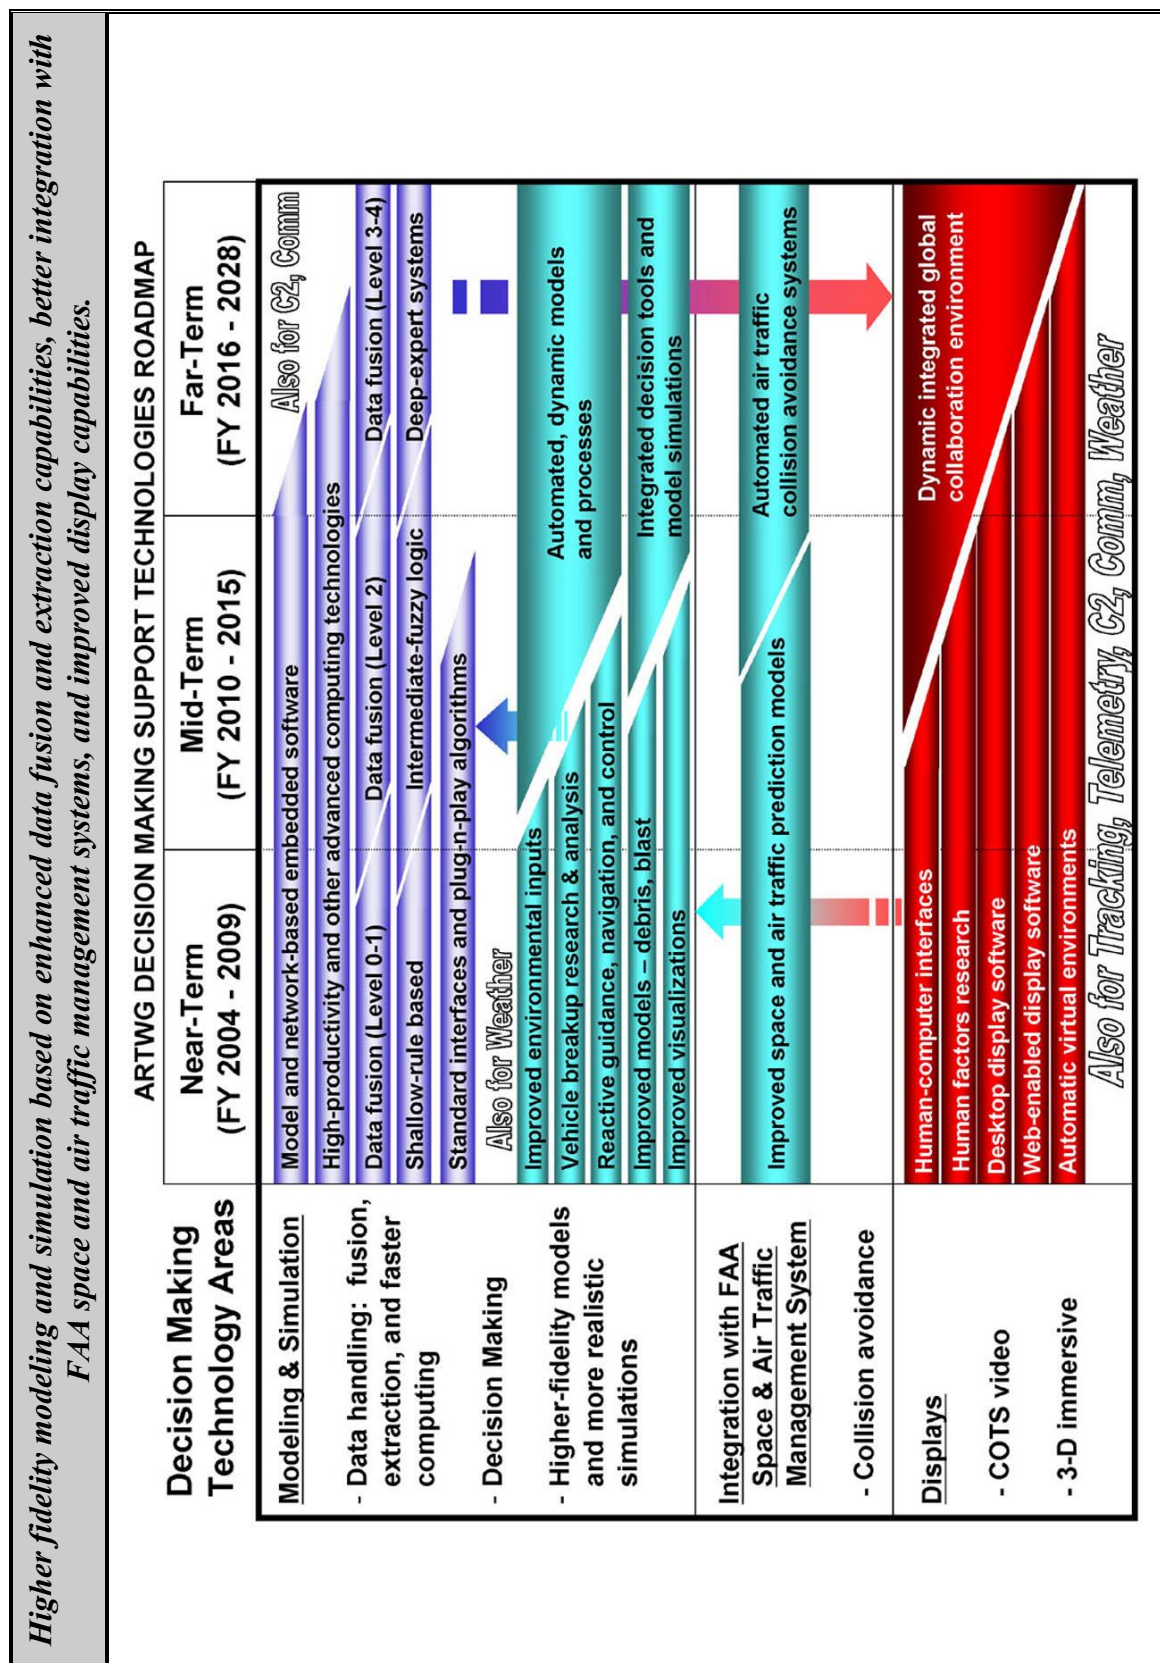 Higher fidelity modeling and simulation based on enhanced data fusion and extraction capabilities, better integration with
FAA space and air traffic management systems, and improved display capabilities.
ARTWG DECISION MAKING SUPPORT TECHNOLOGIES ROADMAP
Decision Making
Technology Areas
Near-Term
(FY 2004 - 2009)
Mid-Term
(FY 2010 - 2015)
Far-Term
(FY 2016 - 2028)
Modeling & Simulation
- Data handling: fusion,
extraction, and faster
computing
- Decision Making
- Higher-fidelity models
and more realistic
simulations
Model and network-based embedded software
Also for C2, Comm
High-productivity and other advanced computing technologies
Data fusion (Level 0-1)
Data fusion (Level 2)
Data fusion (Level 3-4)
Shallow-rule based
Intermediate-fuzzy logic
Deep-expert systems
Standard interfaces and plug-n-play algorithms
Also for Weather
Improved environmental inputs
Vehicle breakup research & analysis
Reactive guidance, navigation, and control
Automated, dynamic models
and processes
Improved models – debris, blast
Improved visualizations
Integrated decision tools and
model simulations
Integration with FAA
Space & Air Traffic
Management System
- Collision avoidance
Improved space and air traffic prediction models
Automated air traffic
collision avoidance systems
Displays
- COTS video
- 3-D immersive
Human-computer interfaces
Human factors research
Desktop display software
Web-enabled display software
Automatic virtual environments
Dynamic integrated global
collaboration environment
Also for Tracking, Telemetry, C2, Comm, Weather